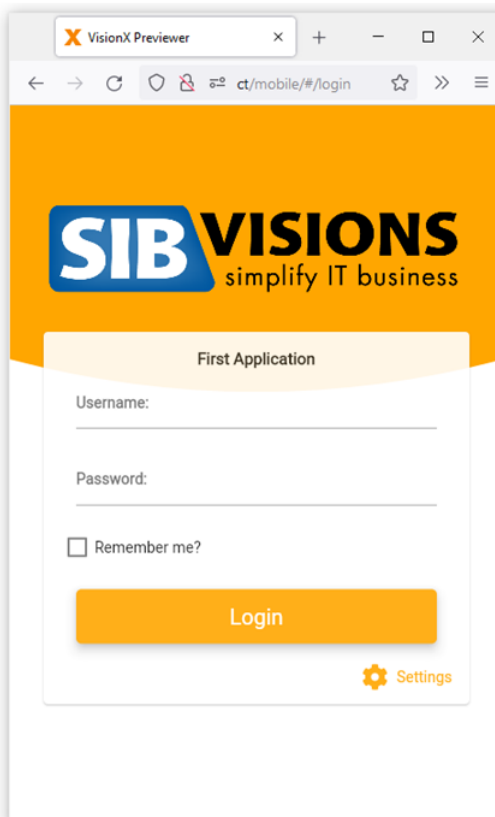 VisionX Previewer
ct/mobile/#/login
SIB VISIONS
simplify IT business
First Application
Username:
Password:
Remember me?
Login
Settings